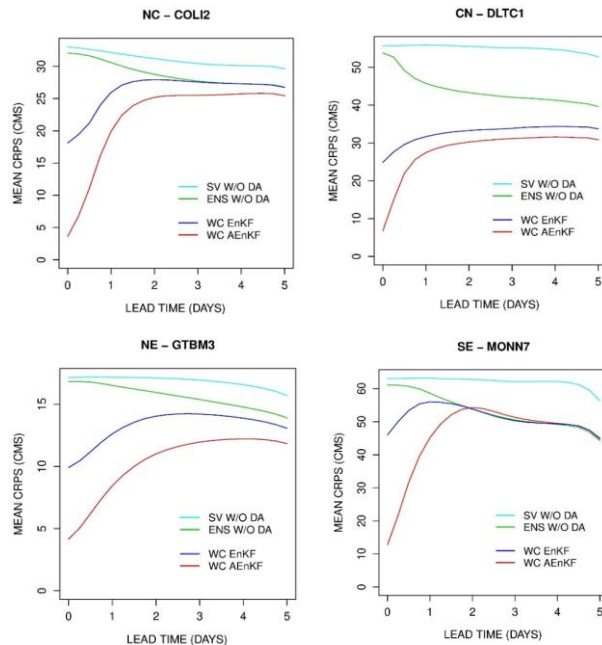 NC – COLI2
MEAN CRPS (CMS)
30
25
20
15
10
5
0
SV W/O DA
ENS W/O DA
WC EnKF
WC AEnKF
0 1 2 3 4 5
LEAD TIME (DAYS)
CN – DLTC1
MEAN CRPS (CMS)
50
40
30
20
10
0
SV W/O DA
ENS W/O DA
WC EnKF
WC AEnKF
0 1 2 3 4 5
LEAD TIME (DAYS)
NE – GTBM3
MEAN CRPS (CMS)
15
10
5
0
SV W/O DA
ENS W/O DA
WC EnKF
WC AEnKF
0 1 2 3 4 5
LEAD TIME (DAYS)
SE – MONN7
MEAN CRPS (CMS)
60
50
40
30
20
10
0
SV W/O DA
ENS W/O DA
WC EnKF
WC AEnKF
0 1 2 3 4 5
LEAD TIME (DAYS)